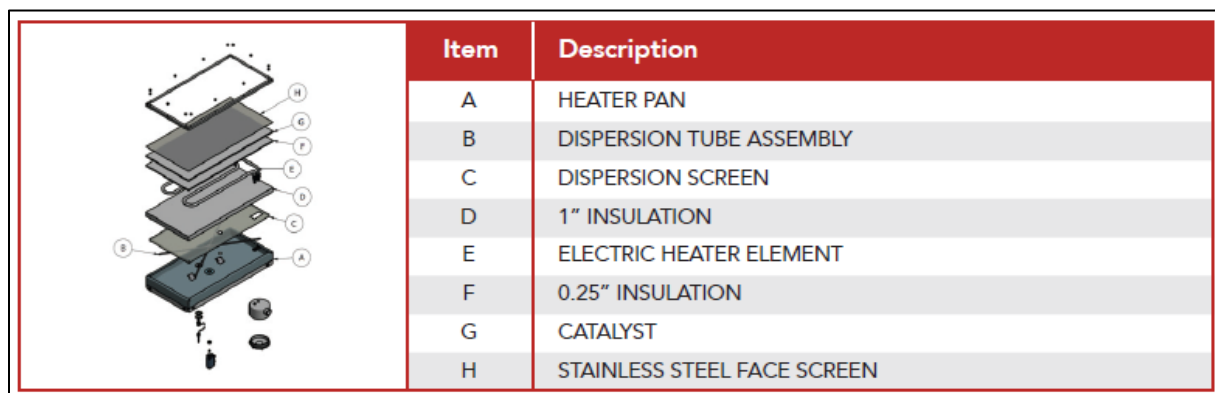 H
G
F
E
D
C
B
A
Item Description
A HEATER PAN
B DISPERSION TUBE ASSEMBLY
C DISPERSION SCREEN
D 1” INSULATION
E ELECTRIC HEATER ELEMENT
F 0.25” INSULATION
G CATALYST
H STAINLESS STEEL FACE SCREEN